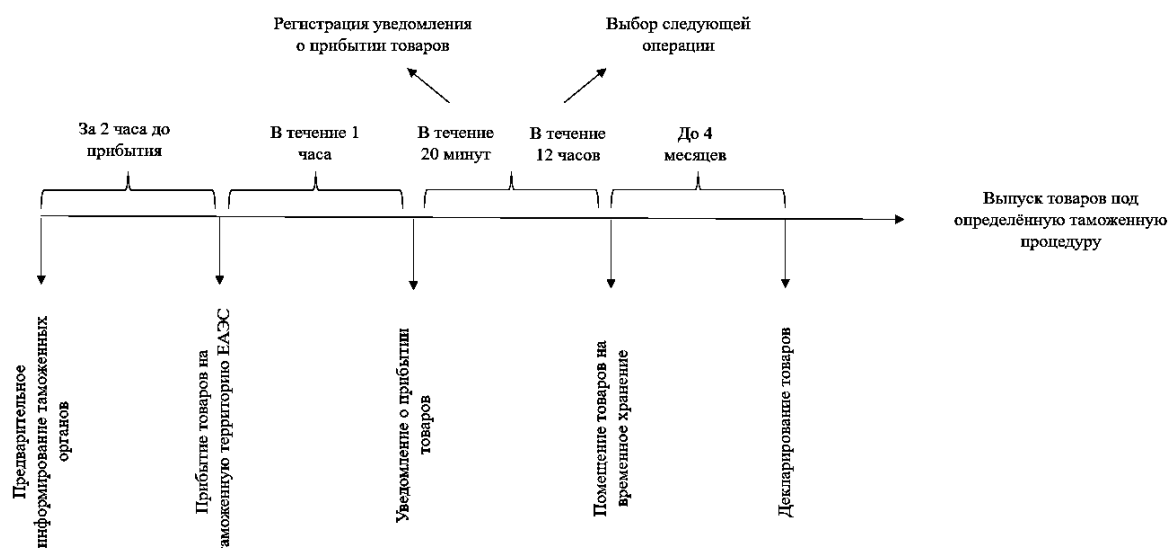 Регистрация уведомления
о прибытии товаров
Выбор следующей
операции
За 2 часа до
прибытия
В течение 1
часа
В течение
20 минут
В течение
12 часов
До 4
месяцев
Выпуск товаров под
определённую таможенную
процедуру
Предварительное
информирование таможенных
органов
Прибытие товаров на
таможенную территорию ЕАЭС
Уведомление о прибытии
товаров
Помещение товаров на
временное хранение
Декларирование товаров